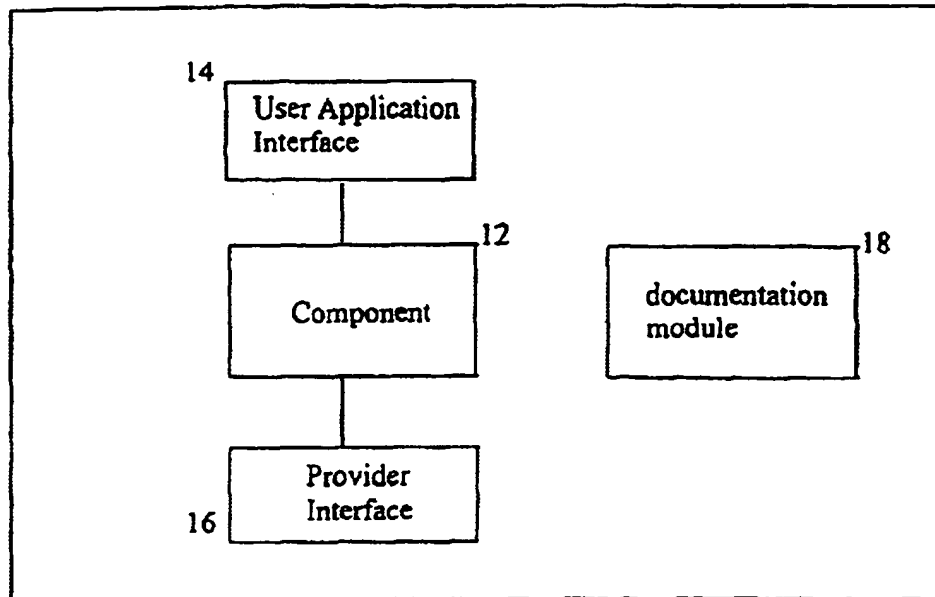 14
User Application
Interface
12
Component
18
documentation
module
Provider
Interface
16